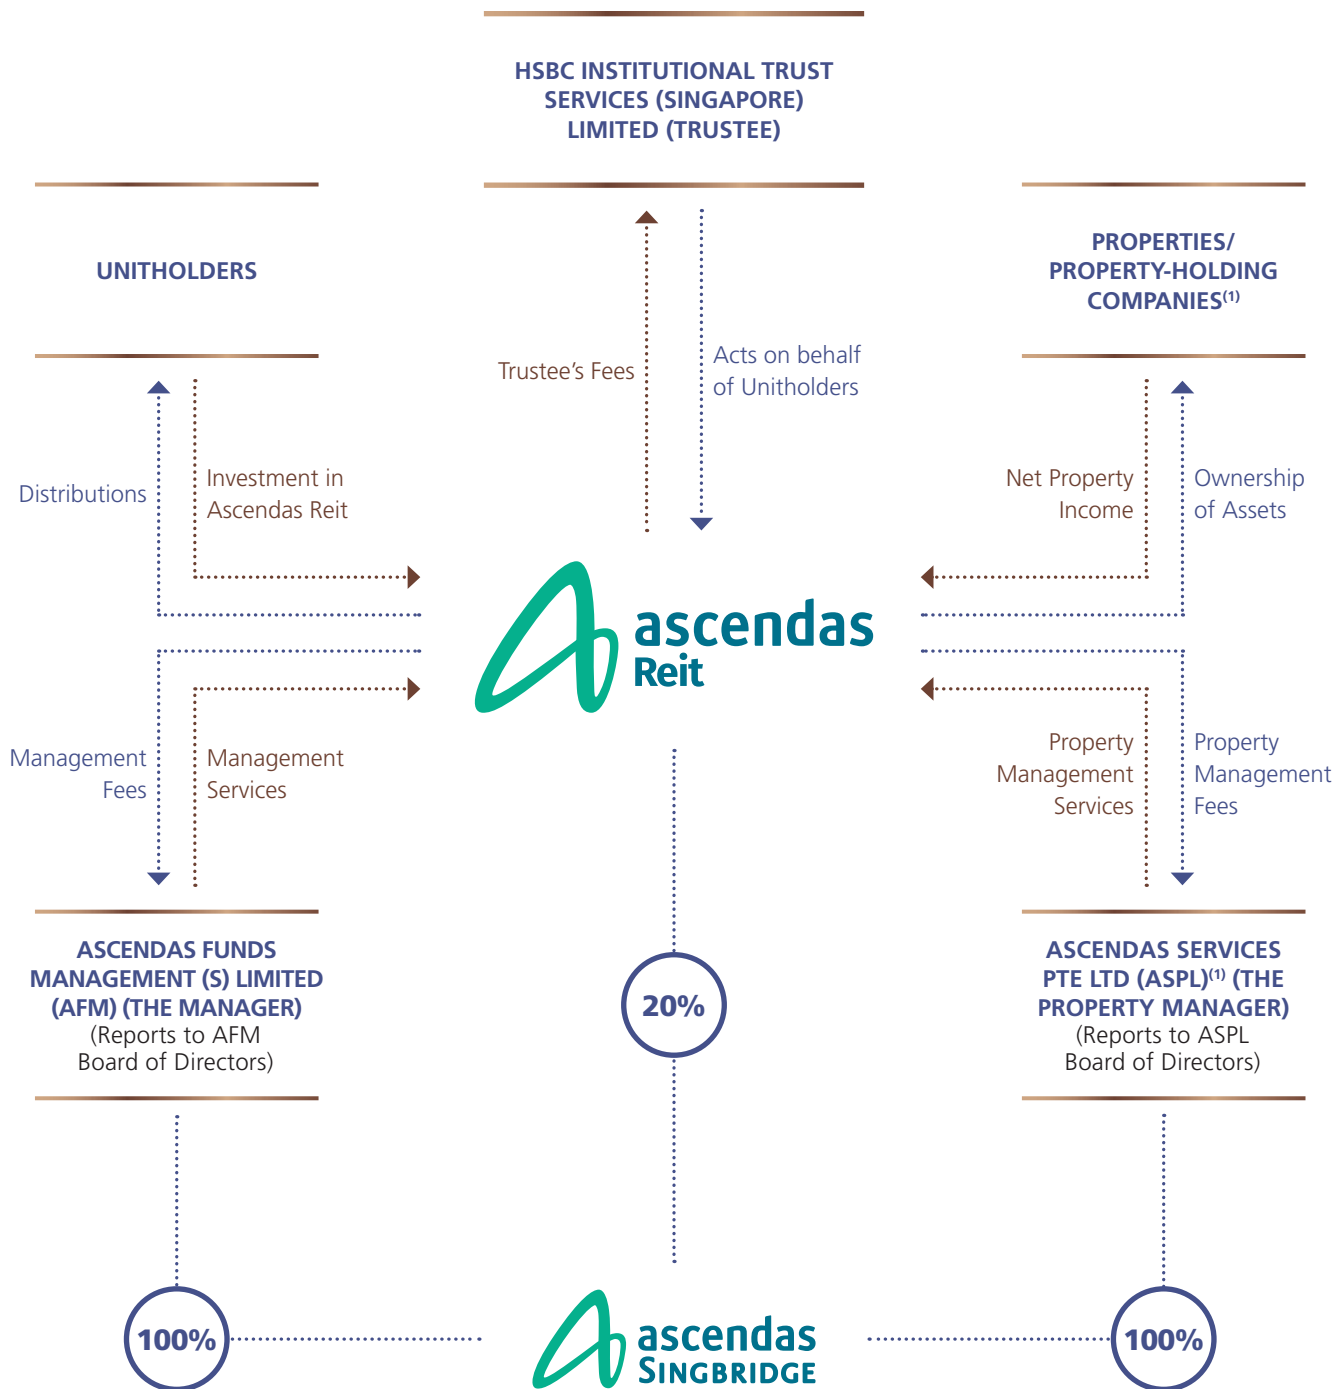 HSBC INSTITUTIONAL TRUST
SERVICES (SINGAPORE)
LIMITED (TRUSTEE)
UNITHOLDERS
PROPERTIES/
PROPERTY-HOLDING
COMPANIES(1)
Trustee’s Fees
Acts on behalf
of Unitholders
Distributions
Investment in
Ascendas Reit
Net Property
Income
Ownership
of Assets
ascendas
Reit
Management
Fees
Management
Services
Property
Management
Services
Property
Management
Fees
ASCENDAS FUNDS
MANAGEMENT (S) LIMITED
(AFM) (THE MANAGER)
(Reports to AFM
Board of Directors)
20%
ASCENDAS SERVICES
PTE LTD (ASPL)(1) (THE
PROPERTY MANAGER)
(Reports to ASPL
Board of Directors)
100%
ascendas
SINGBRIDGE
100%